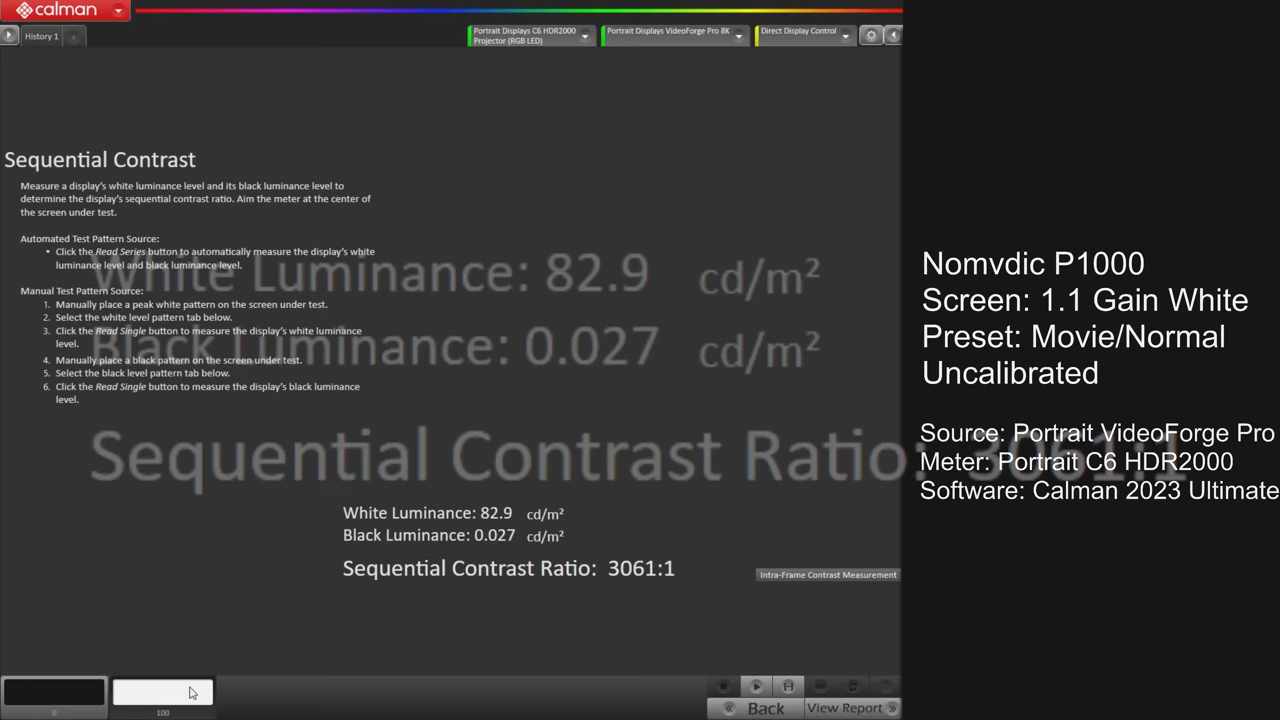 calman
History 1
Portrait Displays C6 HDR2000
Projector (RGB LED)
Portrait Displays VideoForge Pro 8K
Direct Display Control
Sequential Contrast
Measure a display's white luminance level and its black luminance level to
determine the display's sequential contrast ratio. Aim the meter at the center of
the screen under test.
Automated Test Pattern Source:
• Click the Read Series button to automatically measure the display's white
luminance level and black luminance level.
Manual Test Pattern Source:
1. Manually place a peak white pattern on the screen under test.
2. Select the white level pattern tab below.
3. Click the Read Single button to measure the display's white luminance
level.
4. Manually place a black pattern on the screen under test.
5. Select the black level pattern tab below.
6. Click the Read Single button to measure the display's black luminance
level.
White Luminance: 82.9 cd/m²
Black Luminance: 0.027 cd/m²
Sequential Contrast Ratio: 3061:1
White Luminance: 82.9 cd/m²
Black Luminance: 0.027 cd/m²
Sequential Contrast Ratio: 3061:1
Intra-Frame Contrast Measurement
0
100
Back
View Report
Nomvdic P1000
Screen: 1.1 Gain White
Preset: Movie/Normal
Uncalibrated
Source: Portrait VideoForge Pro
Meter: Portrait C6 HDR2000
Software: Calman 2023 Ultimate